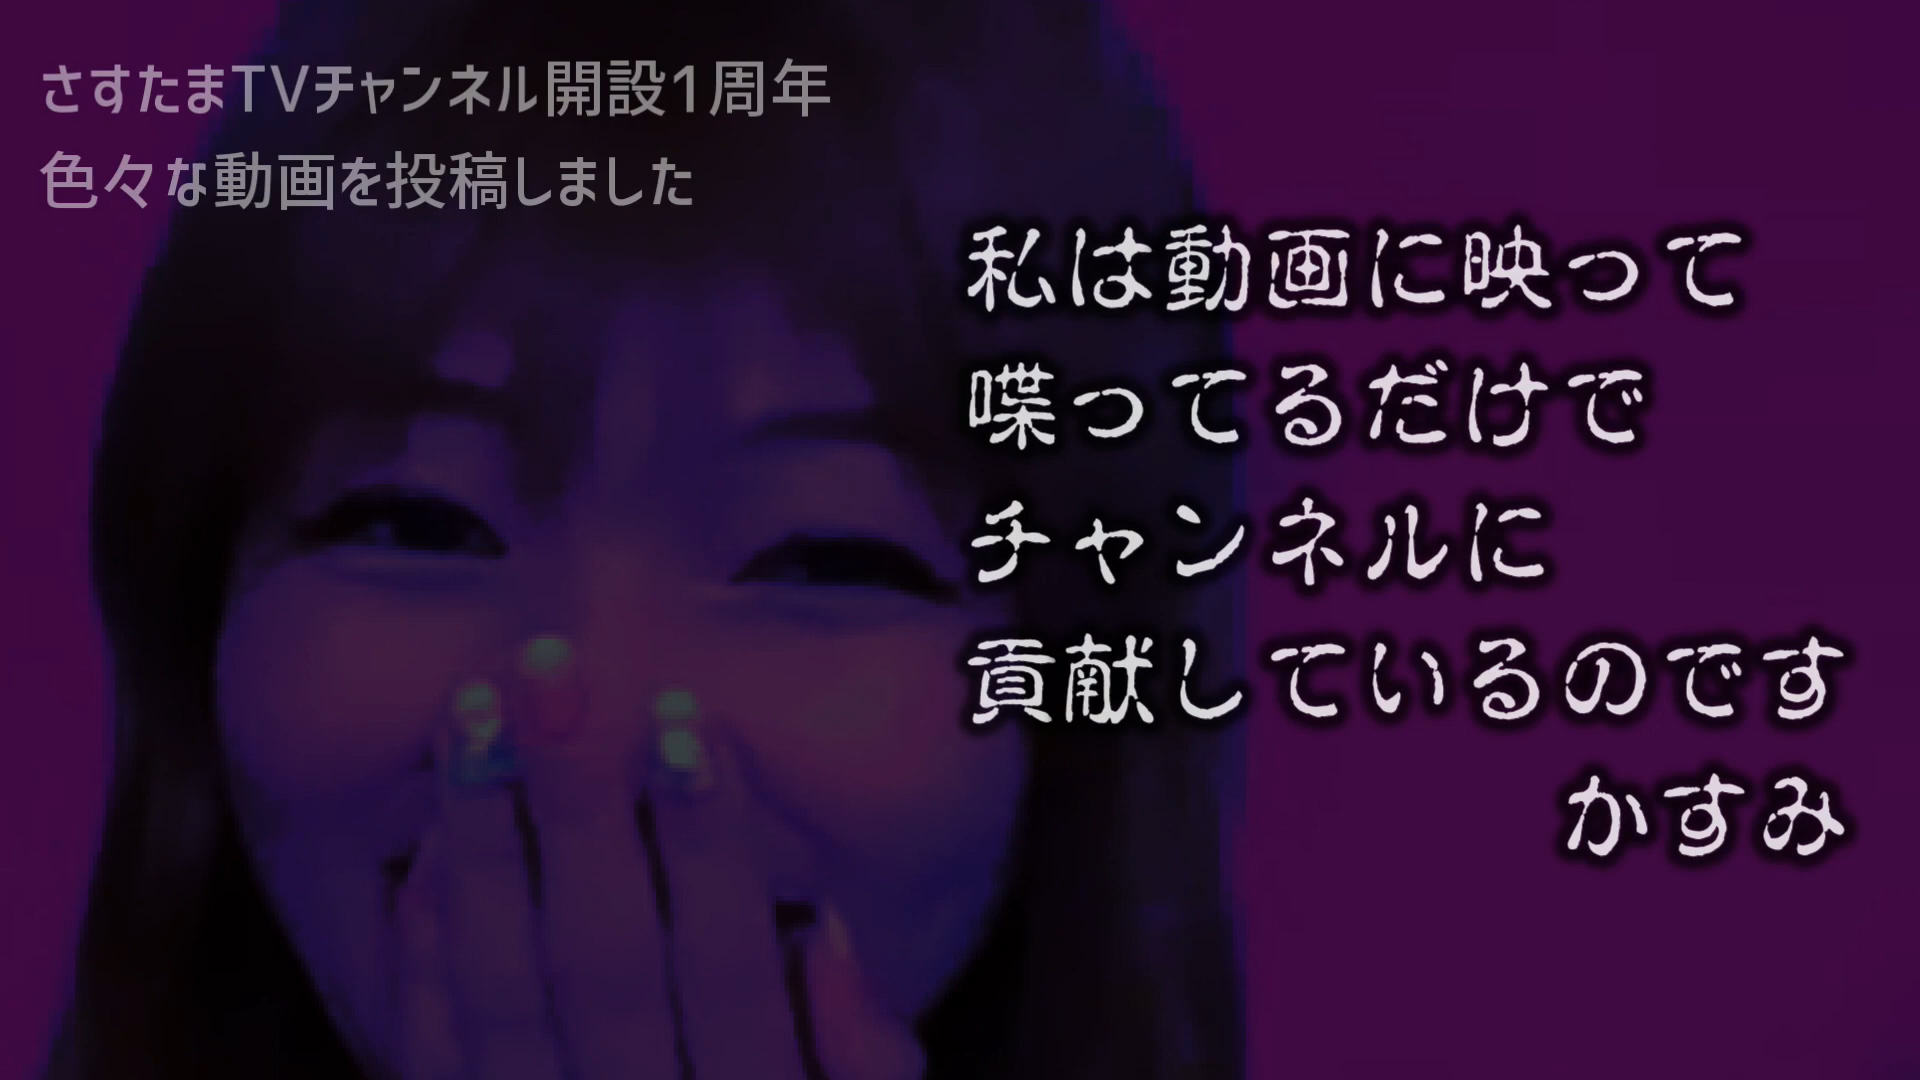 さすたまTVチャンネル開設1周年
色々な動画を投稿しました
私は動画に映って
喋ってるだけで
チャンネルに
貢献しているのです
かすみ